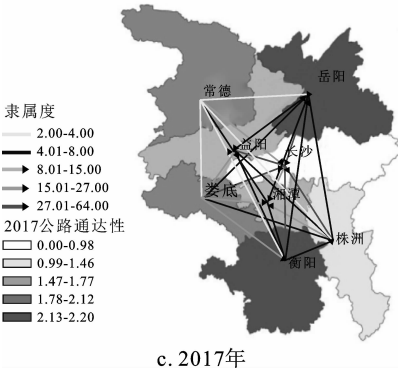 岳阳
常德
隶属度
2.00-4.00
4.01-8.00
8.01-15.00
15.01-27.00
27.01-64.00
益阳
长沙
娄底
湘潭
2017公路通达性
0.00-0.98
0.99-1.46
1.47-1.77
1.78-2.12
2.13-2.20
株洲
衡阳
c. 2017年